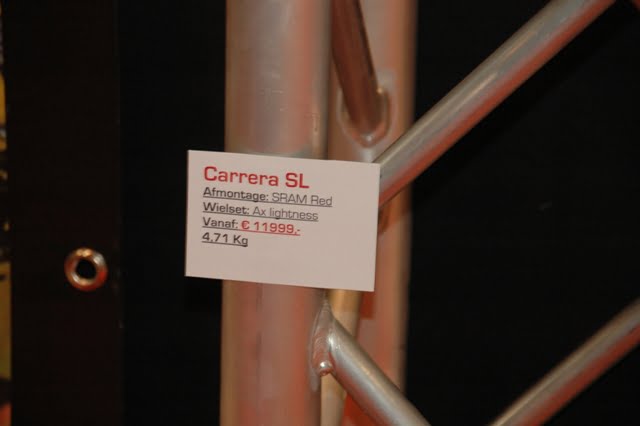 Carrera SL
Afmontage: SRAM Red
Wielset: Ax lightness
Vanaf: € 11999,-
4.71 Kg